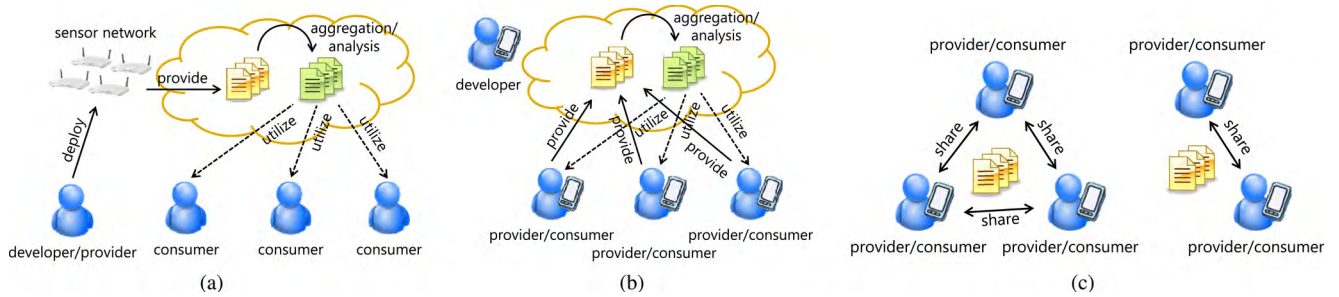 sensor network
aggregation/
analysis
provide
deploy
utilize
utilize
utilize
developer/provider
consumer
consumer
consumer
(a)
aggregation/
analysis
developer
provide
provide
utilize
utilize
provide
utilize
provider/consumer
provider/consumer
provider/consumer
(b)
provider/consumer
provider/consumer
share
share
share
share
provider/consumer
provider/consumer
provider/consumer
(c)